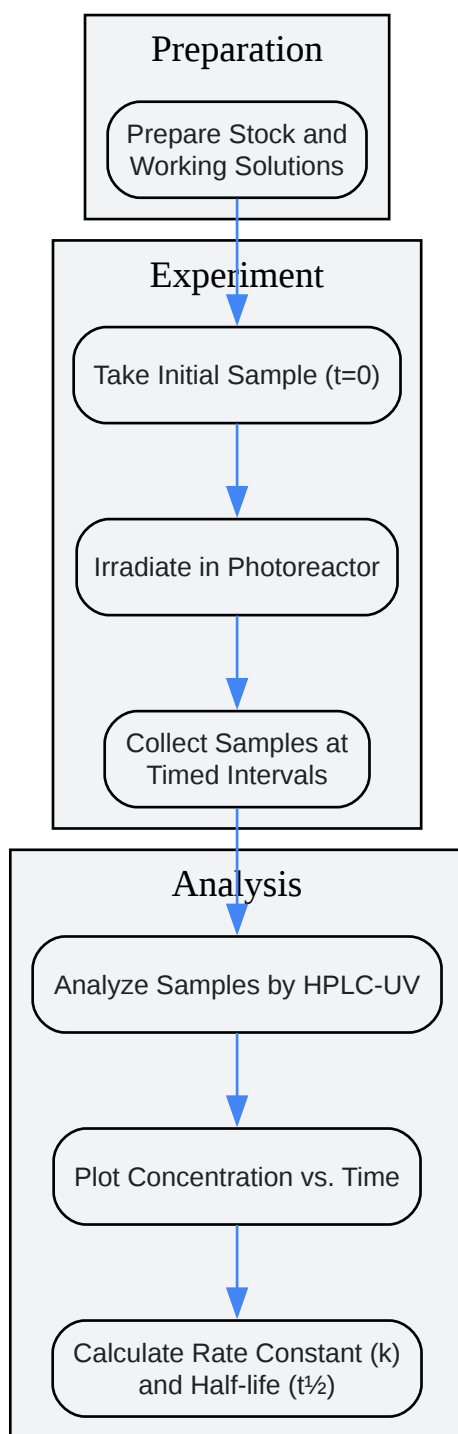 Preparation
Prepare Stock and
Working Solutions
Experiment
Take Initial Sample (t=0)
Irradiate in Photoreactor
Collect Samples at
Timed Intervals
Analysis
Analyze Samples by HPLC-UV
Plot Concentration vs. Time
Calculate Rate Constant (k)
and Half-life (t½)